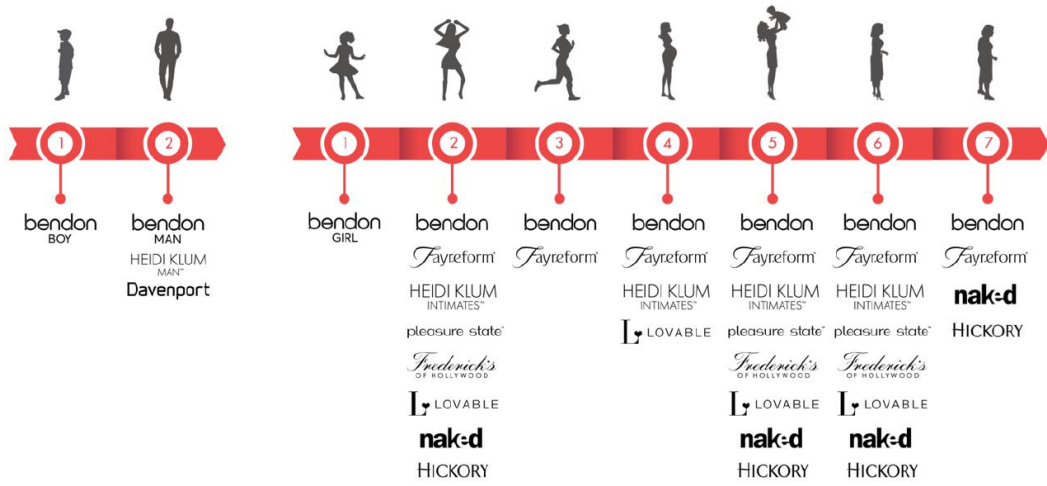 1
2
1
2
3
4
5
6
7
bendon
BOY
bendon
MAN
HEIDI KLUM
MAN™
Davenport
bendon
GIRL
bendon
Fayreform®
HEIDI KLUM
INTIMATES™
pleasure state®
Frederick's
OF HOLLYWOOD
L LOVABLE
naked
HICKORY
bendon
Fayreform®
bendon
Fayreform®
HEIDI KLUM
INTIMATES™
L LOVABLE
bendon
Fayreform®
HEIDI KLUM
INTIMATES™
pleasure state®
Frederick's
OF HOLLYWOOD
L LOVABLE
naked
HICKORY
bendon
Fayreform®
HEIDI KLUM
INTIMATES™
pleasure state®
Frederick's
OF HOLLYWOOD
L LOVABLE
naked
HICKORY
bendon
Fayreform®
naked
HICKORY